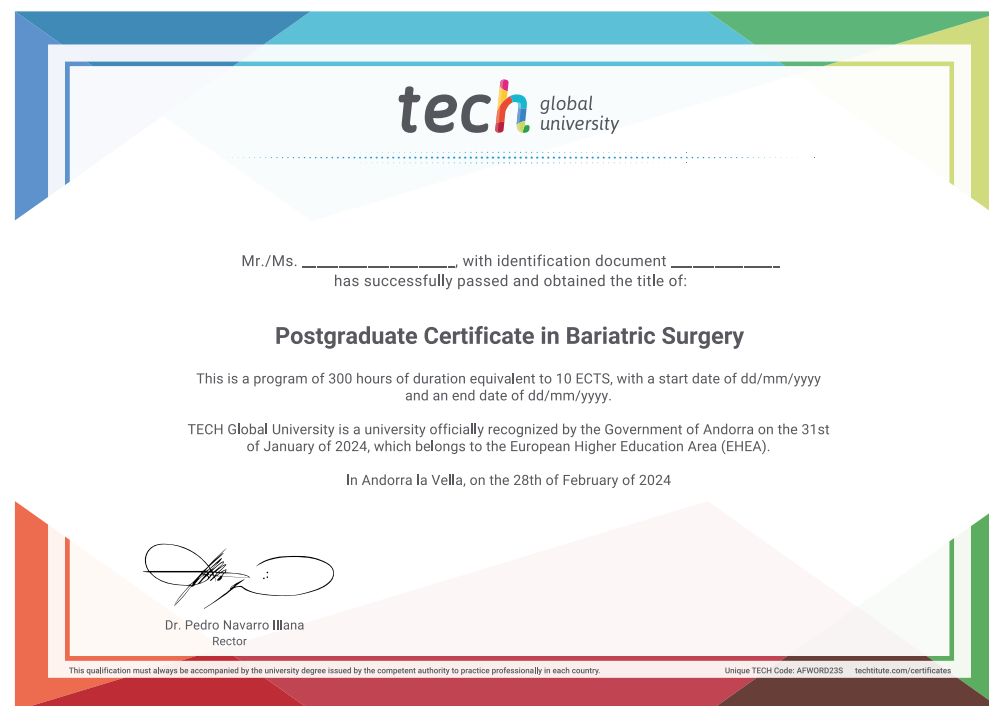 tech global university
Mr./Ms. ____________________, with identification document ______________
has successfully passed and obtained the title of:
Postgraduate Certificate in Bariatric Surgery
This is a program of 300 hours of duration equivalent to 10 ECTS, with a start date of dd/mm/yyyy
and an end date of dd/mm/yyyy.
TECH Global University is a university officially recognized by the Government of Andorra on the 31st
of January of 2024, which belongs to the European Higher Education Area (EHEA).
In Andorra la Vella, on the 28th of February of 2024
Dr. Pedro Navarro Illana
Rector
This qualification must always be accompanied by the university degree issued by the competent authority to practice professionally in each country.
Unique TECH Code: AFWORD23S techtitute.com/certificates